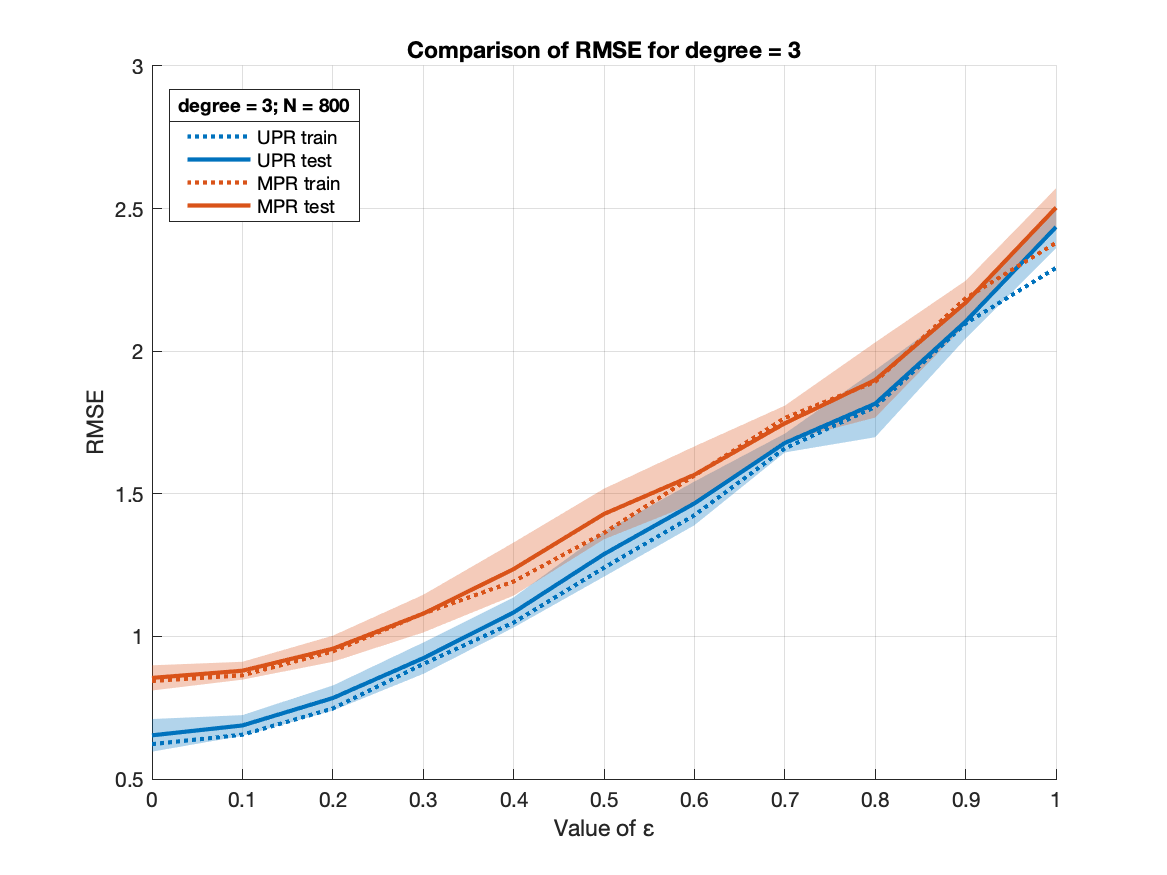 Comparison of RMSE for degree = 3
degree = 3; N = 800
UPR train
UPR test
MPR train
MPR test
3
2.5
2
1.5
1
0.5
RMSE
0 0.1 0.2 0.3 0.4 0.5 0.6 0.7 0.8 0.9 1
Value of ε